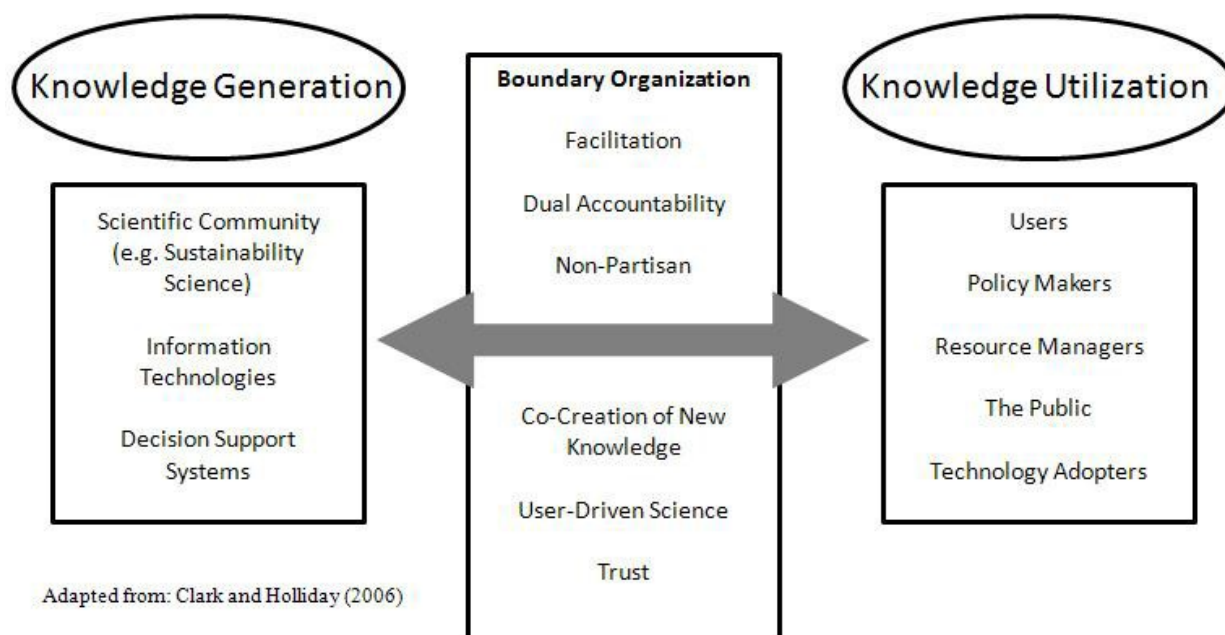 Knowledge Generation
Scientific Community
(e.g. Sustainability
Science)
Information
Technologies
Decision Support
Systems
Boundary Organization
Facilitation
Dual Accountability
Non-Partisan
Co-Creation of New
Knowledge
User-Driven Science
Trust
Knowledge Utilization
Users
Policy Makers
Resource Managers
The Public
Technology Adopters
Adapted from: Clark and Holliday (2006)